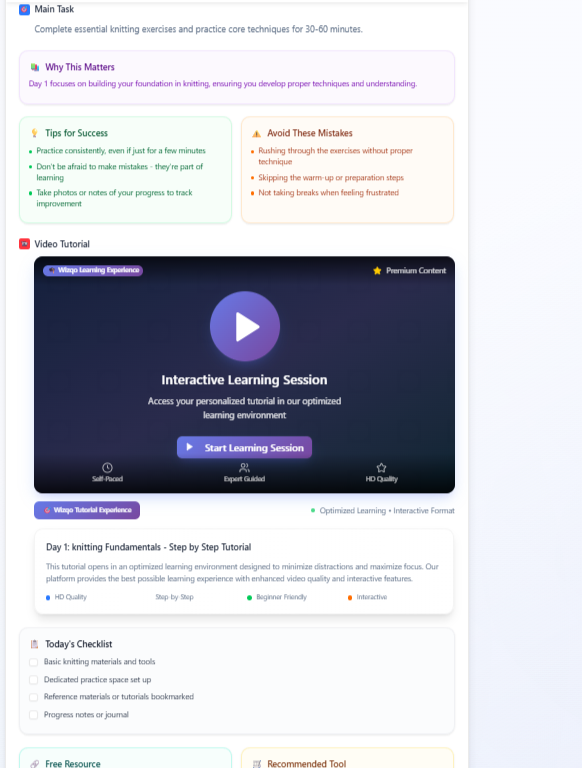 Main Task
Complete essential knitting exercises and practice core techniques for 30-60 minutes.
Why This Matters
Day 1 focuses on building your foundation in knitting, ensuring you develop proper techniques and understanding.
Tips for Success
Practice consistently, even if just for a few minutes
Don't be afraid to make mistakes - they're part of
learning
Take photos or notes of your progress to track
improvement
Avoid These Mistakes
Rushing through the exercises without proper
technique
Skipping the warm-up or preparation steps
Not taking breaks when feeling frustrated
Video Tutorial
Wizqo Learning Experience
Premium Content
Interactive Learning Session
Access your personalized tutorial in our optimized
learning environment
Start Learning Session
Self-Paced
Expert Guided
HD Quality
Wizqo Tutorial Experience
Optimized Learning • Interactive Format
Day 1: knitting Fundamentals - Step by Step Tutorial
This tutorial opens in an optimized learning environment designed to minimize distractions and maximize focus. Our
platform provides the best possible learning experience with enhanced video quality and interactive features.
HD Quality
Step-by-Step
Beginner Friendly
Interactive
Today's Checklist
Basic knitting materials and tools
Dedicated practice space set up
Reference materials or tutorials bookmarked
Progress notes or journal
Free Resource
Recommended Tool